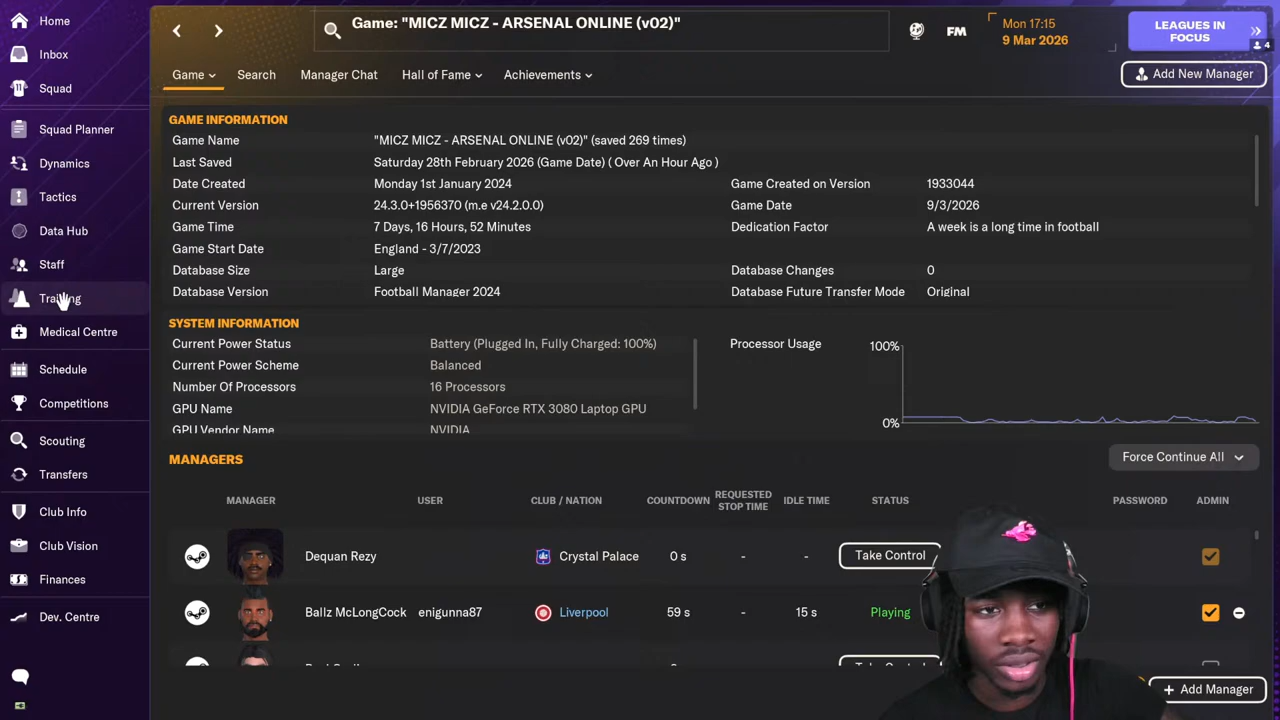 Home
Inbox
Squad
Squad Planner
Dynamics
Tactics
Data Hub
Staff
Training
Medical Centre
Schedule
Competitions
Scouting
Transfers
Club Info
Club Vision
Finances
Dev. Centre
Game: "MICZ MICZ - ARSENAL ONLINE (v02)"
FM
Mon 17:15
9 Mar 2026
LEAGUES IN
FOCUS
4
Game Search Manager Chat Hall of Fame Achievements
Add New Manager
GAME INFORMATION
Game Name "MICZ MICZ - ARSENAL ONLINE (v02)" (saved 269 times)
Last Saved Saturday 28th February 2026 (Game Date) ( Over An Hour Ago )
Date Created Monday 1st January 2024 Game Created on Version 1933044
Current Version 24.3.0+1956370 (m.e v24.2.0.0) Game Date 9/3/2026
Game Time 7 Days, 16 Hours, 52 Minutes Dedication Factor A week is a long time in football
Game Start Date England - 3/7/2023
Database Size Large Database Changes 0
Database Version Football Manager 2024 Database Future Transfer Mode Original
SYSTEM INFORMATION
Current Power Status Battery (Plugged In, Fully Charged: 100%) Processor Usage 100%
Current Power Scheme Balanced
Number Of Processors 16 Processors
GPU Name NVIDIA GeForce RTX 3080 Laptop GPU
0%
GPU Vendor Name NVIDIA
MANAGERS
Force Continue All
MANAGER USER CLUB / NATION COUNTDOWN REQUESTED STOP TIME IDLE TIME STATUS PASSWORD ADMIN
Dequan Rezy Crystal Palace 0 s - - Take Control
Ballz McLongCock enigunna87 Liverpool 59 s - 15 s Playing
+ Add Manager